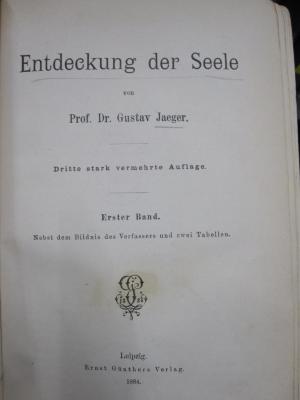 Entdeckung der Seele
von
Prof. Dr. Gustav Jaeger.
Dritte stark vermehrte Auflage.
Erster Band.
Nebst dem Bildnis des Verfassers und zwei Tabellen.
Leipzig.
Ernst Günthers Verlag.
1884.